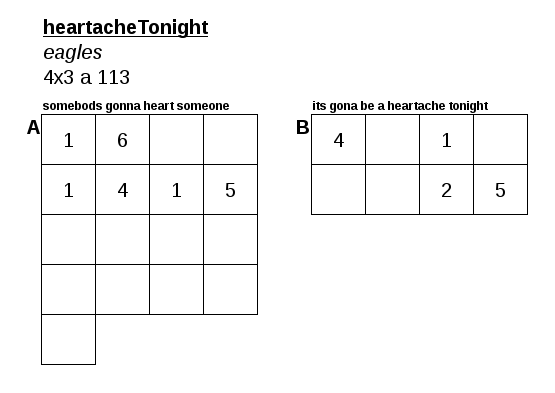 heartacheTonight
eagles
4x3 a 113
somebods gonna heart someone
its gona be a heartache tonight
A
1 6
1 4 1 5
B
4 1
2 5